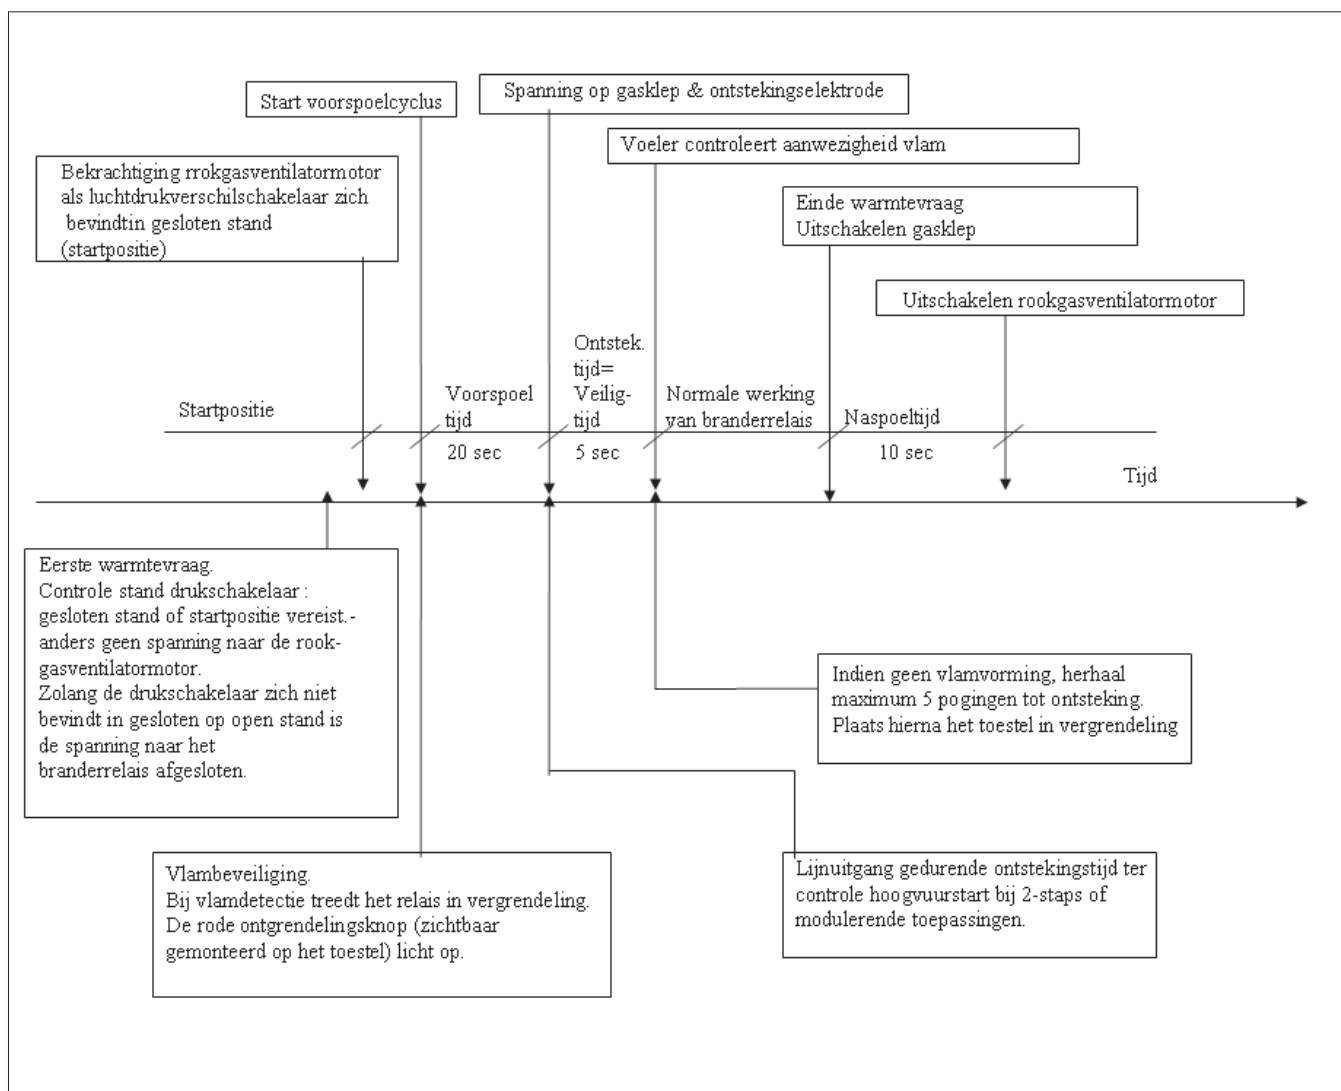 Start voorspoelcyclus
Spanning op gasklep & ontstekingselektrode
Voeler controleert aanwezigheid vlam
Bekrachtiging rrokgasventilatormotor
als luchtdrukverschilschakelaar zich
bevindtin gesloten stand
(startpositie)
Einde warmtevraag
Uitschakelen gasklep
Uitschakelen rookgasventilatormotor
Startpositie
Voorspoel
tijd
20 sec
Ontstek.
tijd=
Veilig-
tijd
5 sec
Normale werking
van branderrelais
Naspoeltijd
10 sec
Tijd
Eerste warmtevraag.
Controle stand drukschakelaar :
gesloten stand of startpositie vereist.-
anders geen spanning naar de rook-
gasventilatormotor.
Zolang de drukschakelaar zich niet
bevindt in gesloten op open stand is
de spanning naar het
branderrelais afgesloten.
Indien geen vlamvorming, herhaal
maximum 5 pogingen tot ontsteking.
Plaats hierna het toestel in vergrendeling
Vlambeveiliging.
Bij vlamdetectie treedt het relais in vergrendeling.
De rode ontgrendelingsknop (zichtbaar
gemonteerd op het toestel) licht op.
Lijnuitgang gedurende ontstekingstijd ter
controle hoogvuurstart bij 2-staps of
modulerende toepassingen.